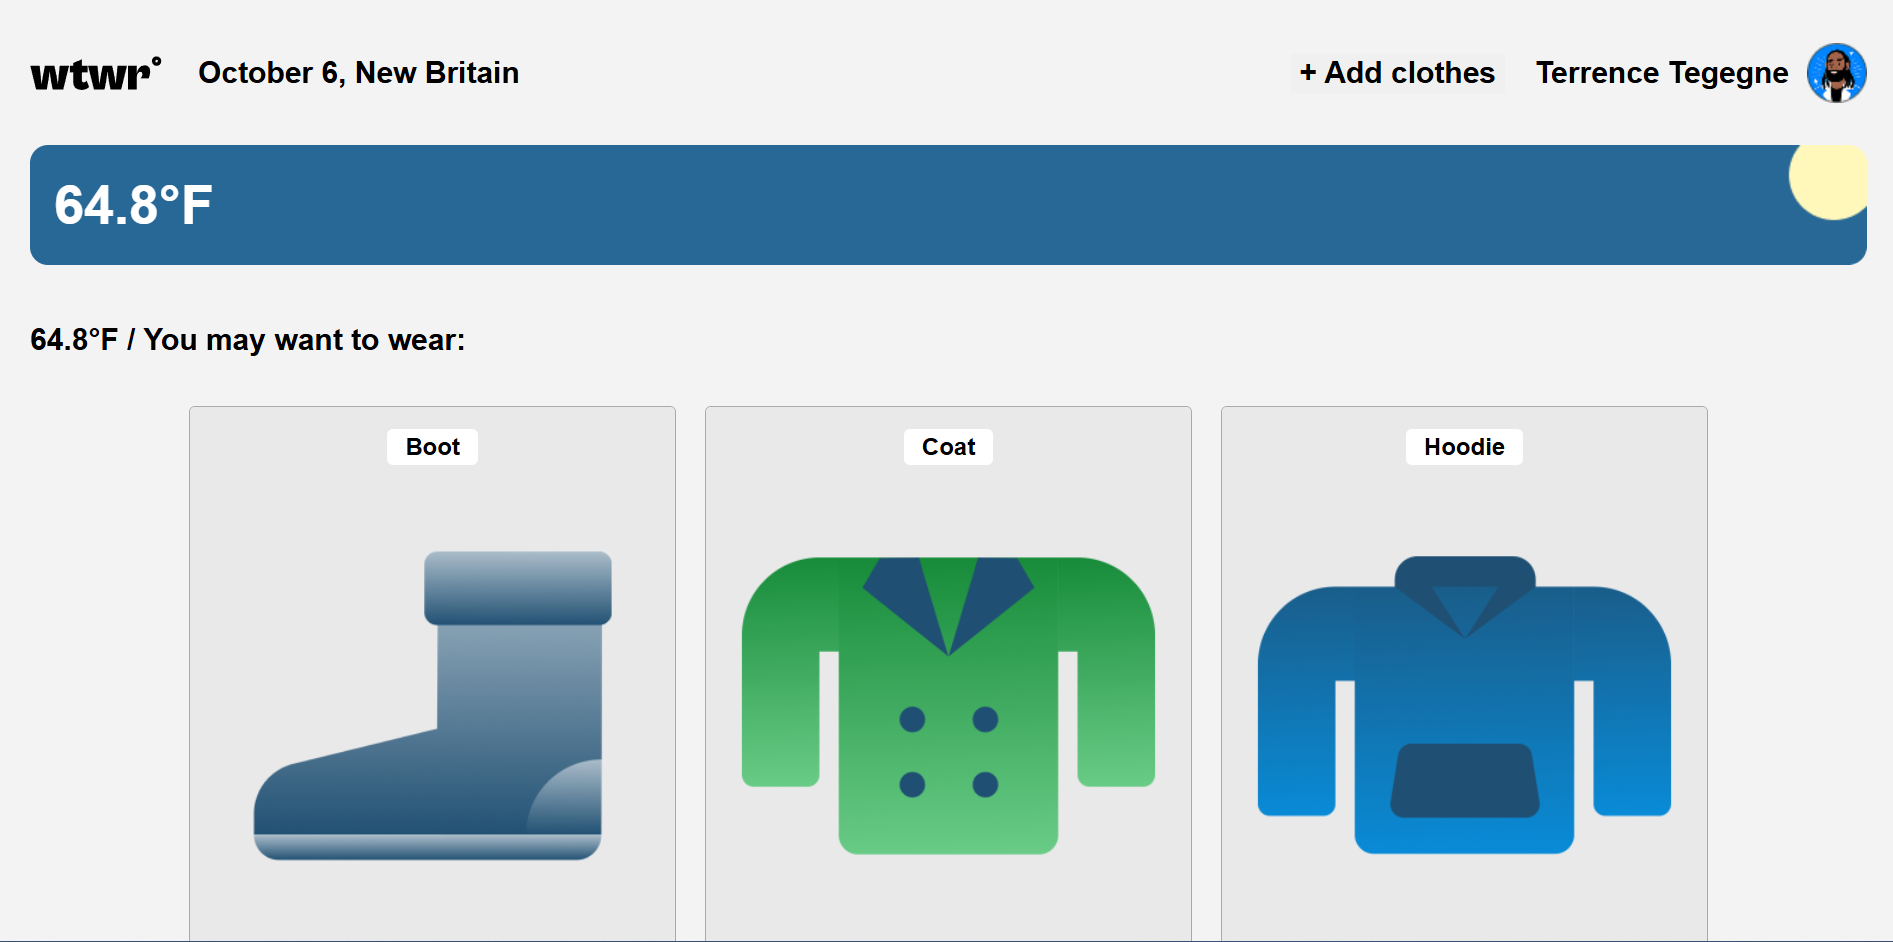 wtwr°
October 6, New Britain
+ Add clothes
Terrence Tegegne
64.8°F
64.8°F / You may want to wear:
Boot
Coat
Hoodie